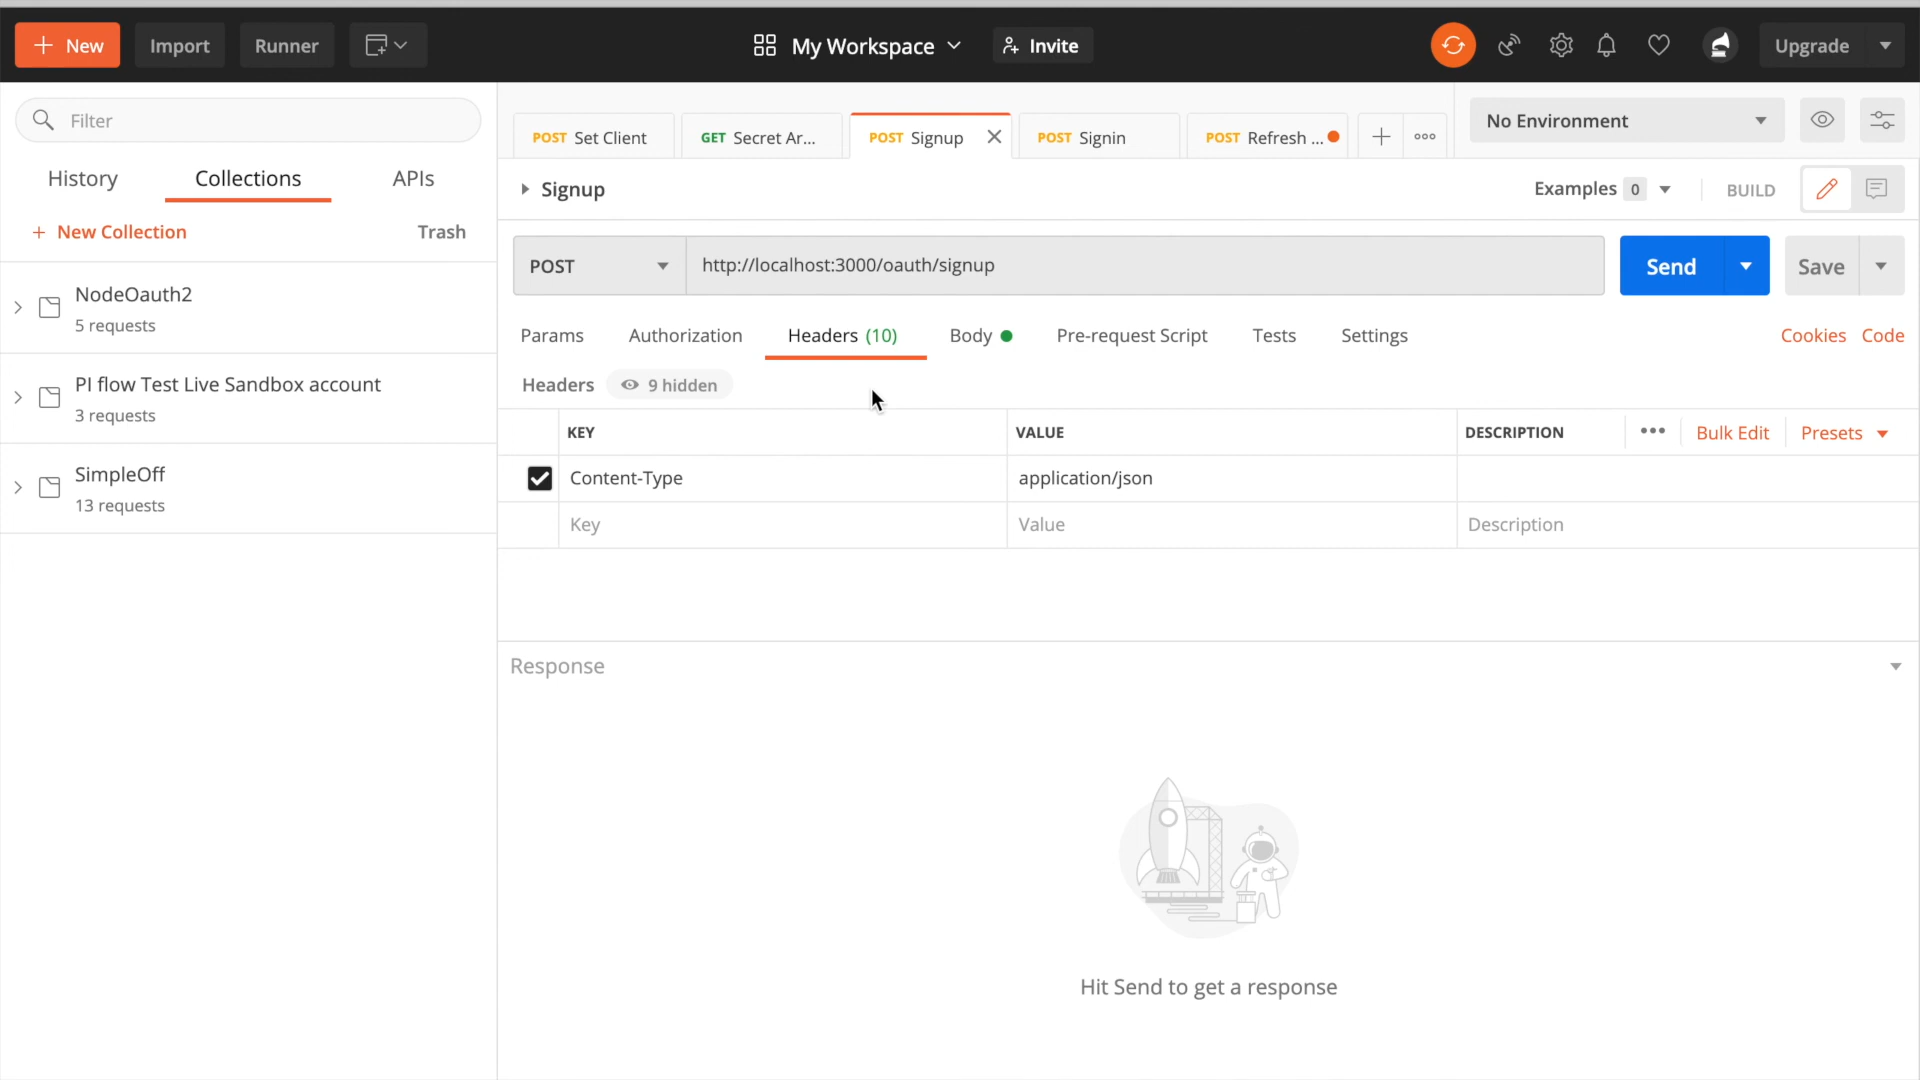 New
Import
Runner
My Workspace
Invite
Upgrade
Filter
History
Collections
APIs
+ New Collection
Trash
NodeOauth2
5 requests
PI flow Test Live Sandbox account
3 requests
SimpleOff
13 requests
POST Set Client
GET Secret Ar...
POST Signup
POST Signin
POST Refresh ...
No Environment
Signup
Examples 0
BUILD
POST
http://localhost:3000/oauth/signup
Send
Save
Params
Authorization
Headers (10)
Body
Pre-request Script
Tests
Settings
Cookies
Code
Headers
9 hidden
KEY
VALUE
DESCRIPTION
Bulk Edit
Presets
Content-Type
application/json
Key
Value
Description
Response
Hit Send to get a response